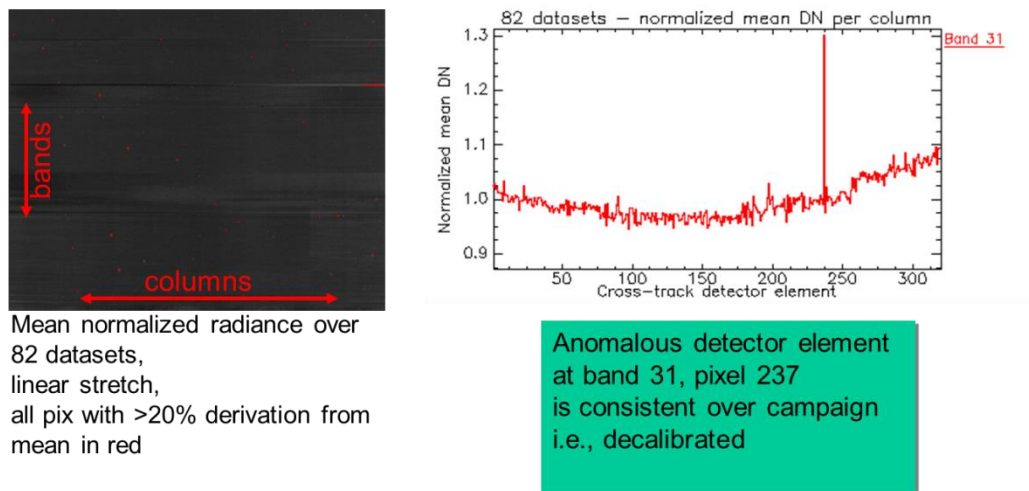 bands
columns
Mean normalized radiance over
82 datasets,
linear stretch,
all pix with >20% derivation from
mean in red
82 datasets – normalized mean DN per column
Normalized mean DN
1.3
1.2
1.1
1.0
0.9
50 100 150 200 250 300
Cross-track detector element
Band 31
Anomalous detector element
at band 31, pixel 237
is consistent over campaign
i.e., decalibrated